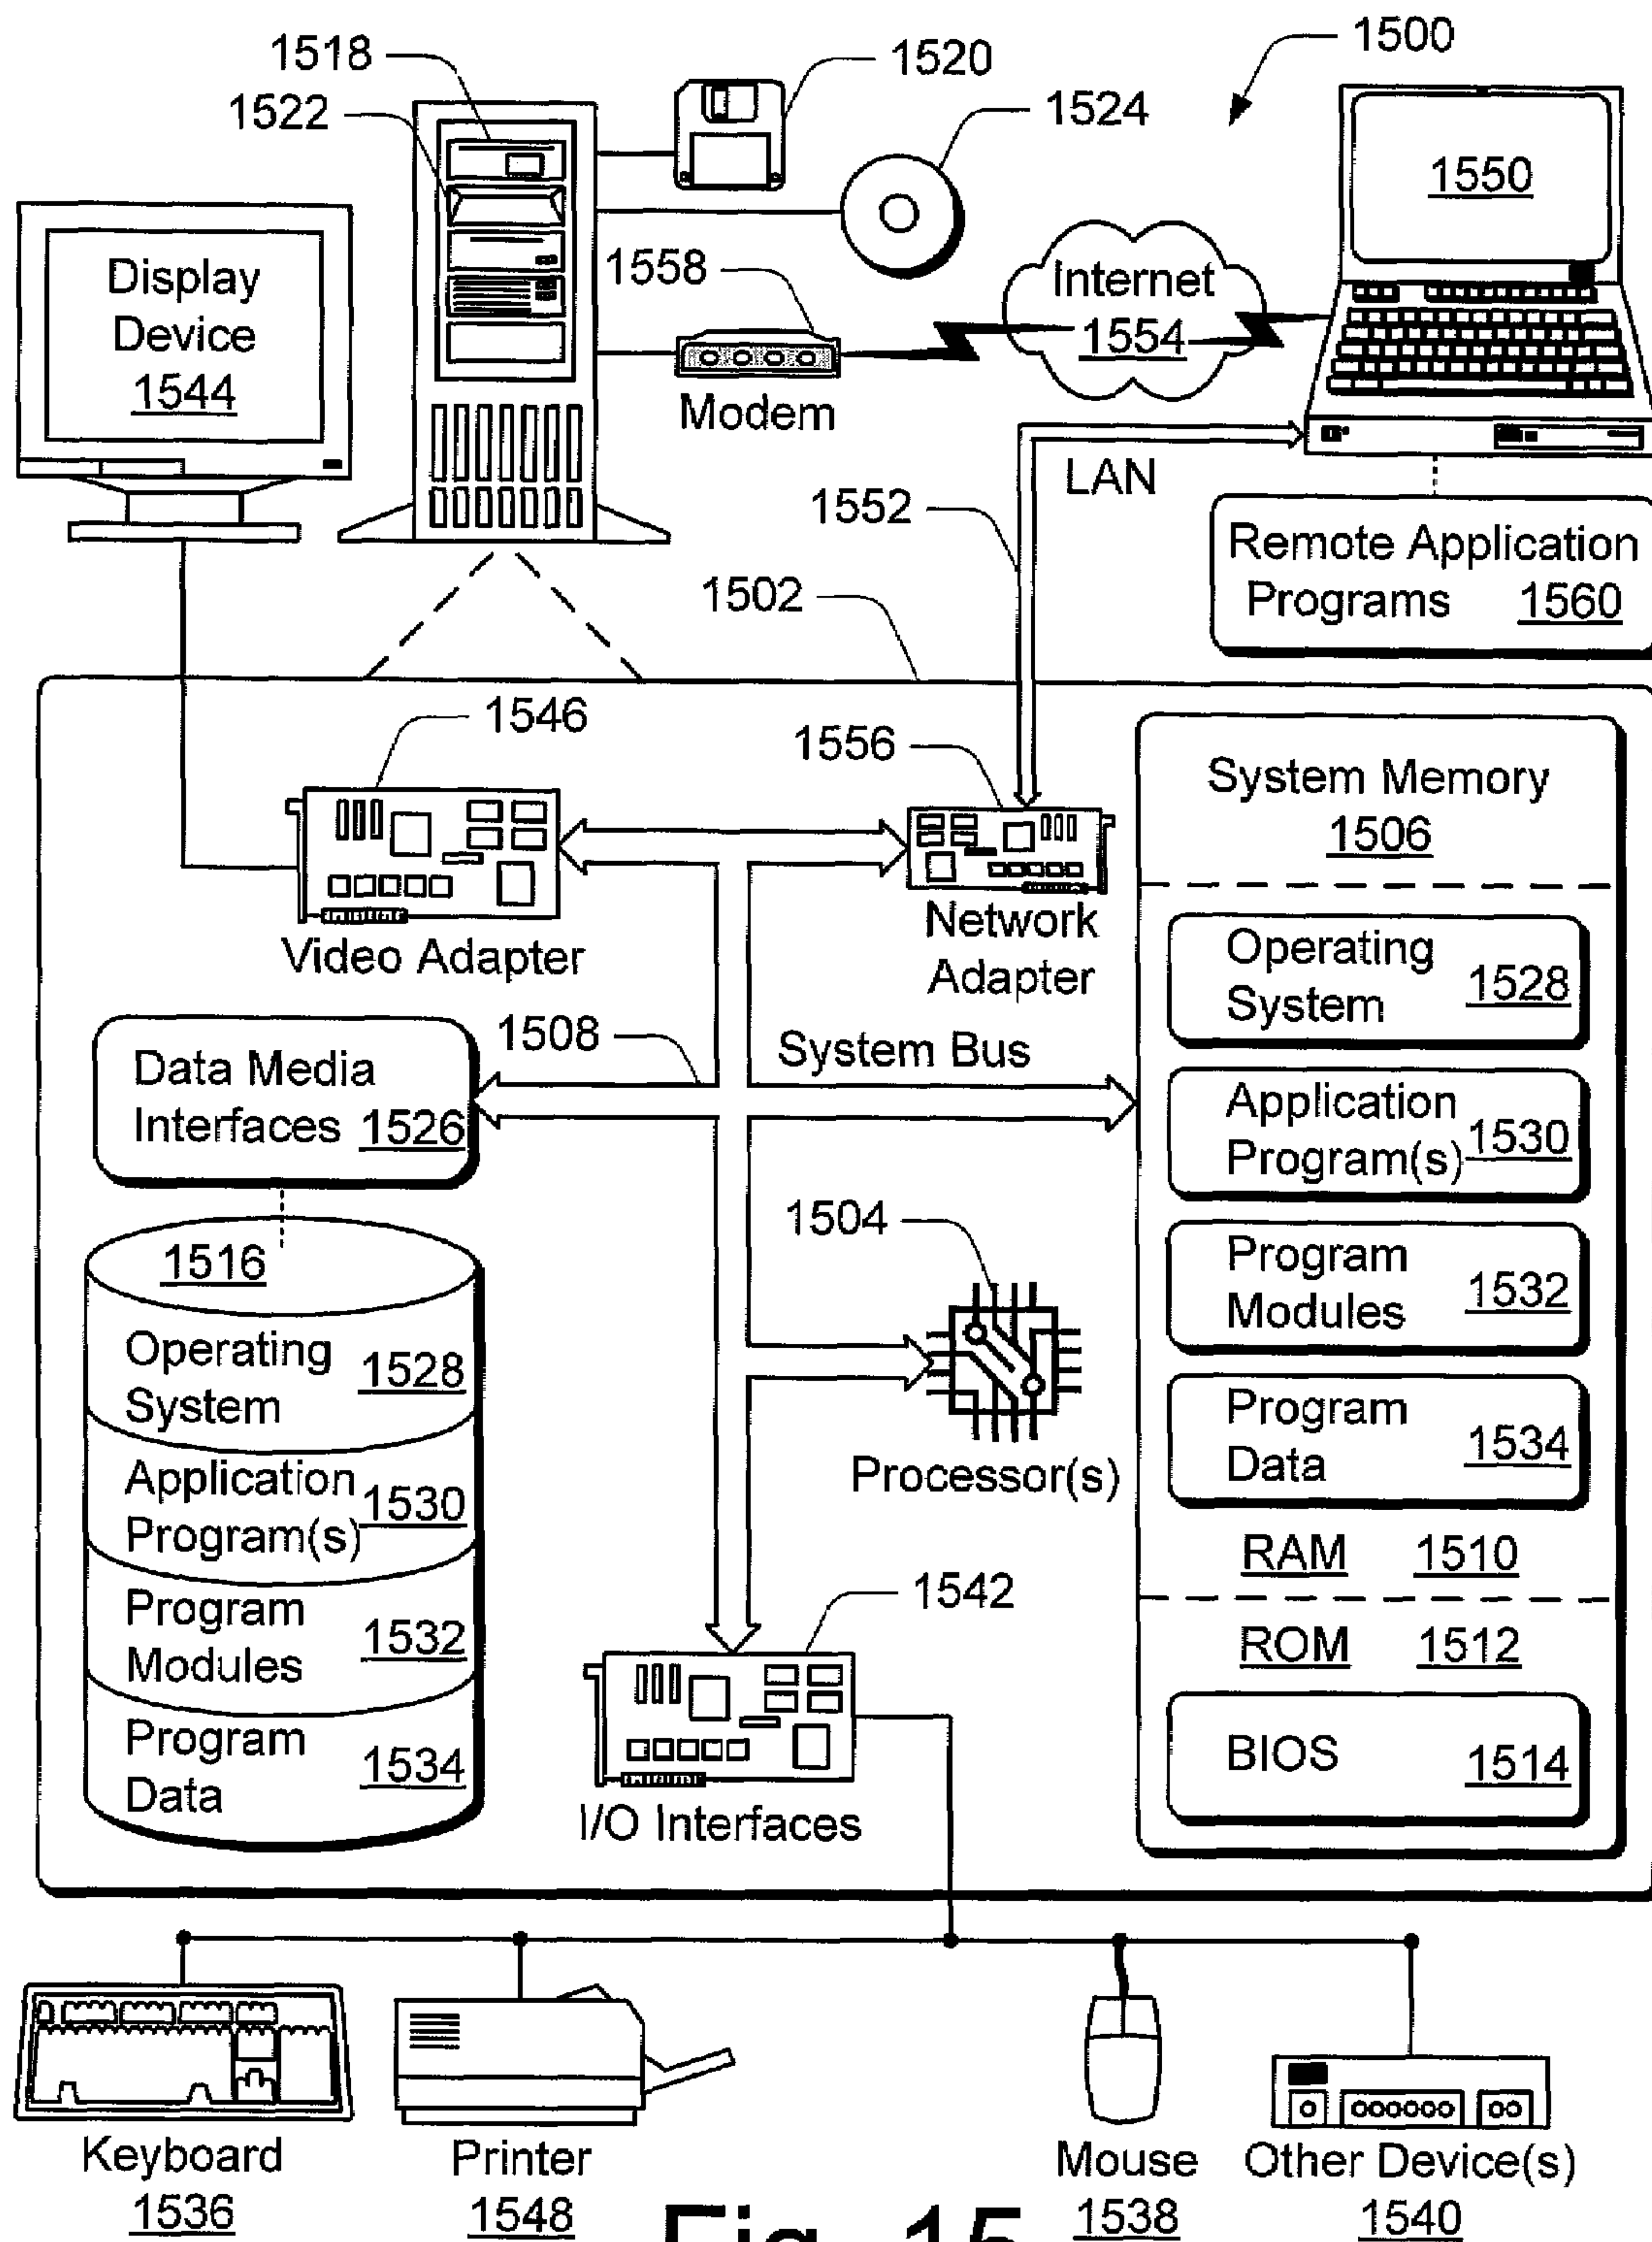 1518
1520
1500
1522
1524
1550
Display
Device
1544
1558
Internet
1554
Modem
LAN
1552
Remote Application
Programs 1560
1502
1546
1556
System Memory
1506
Video Adapter
Network
Adapter
Operating
System 1528
1508
System Bus
Data Media
Interfaces 1526
Application
Program(s) 1530
1504
Program
Modules 1532
1516
Operating
System 1528
Program
Data 1534
Processor(s)
Application
Program(s) 1530
RAM 1510
1542
Program
Modules 1532
ROM 1512
Program
Data 1534
BIOS 1514
I/O Interfaces
Keyboard
1536
Printer
1548
Mouse
1538
Other Device(s)
1540
Fig. 15